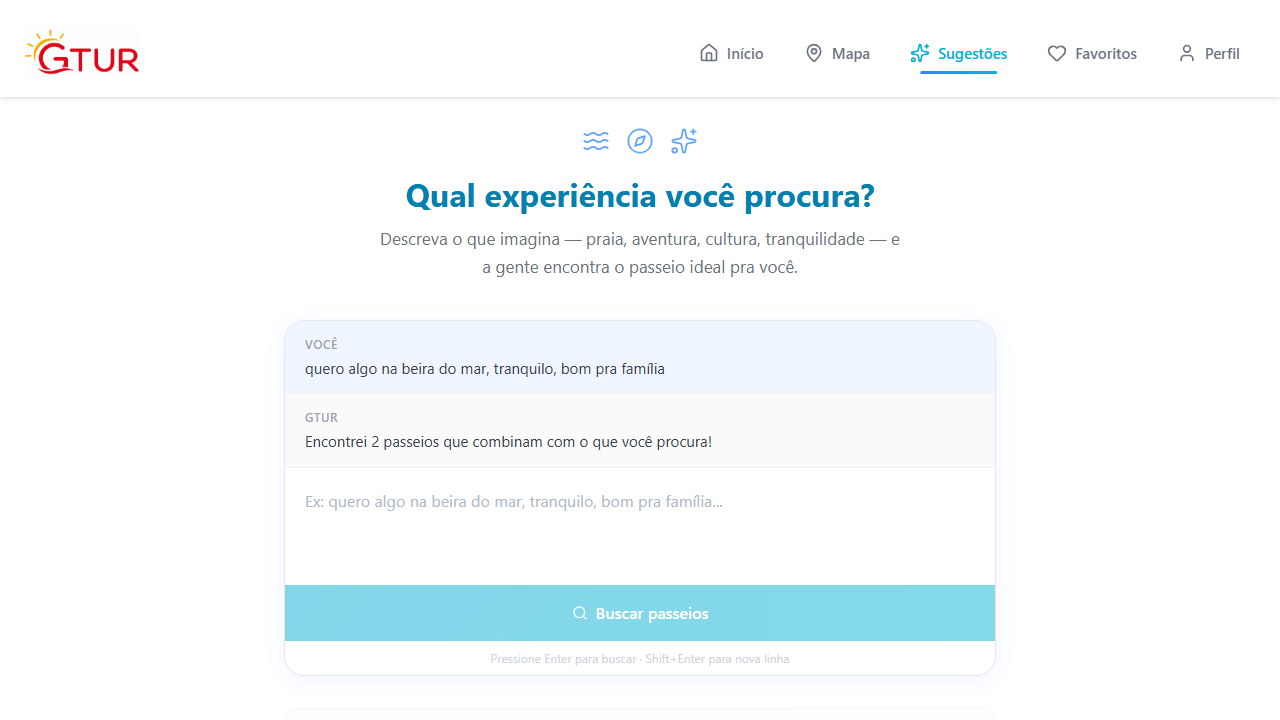 GTUR
Início
Mapa
Sugestões
Favoritos
Perfil
Qual experiência você procura?
Descreva o que imagina — praia, aventura, cultura, tranquilidade — e
a gente encontra o passeio ideal pra você.
VOCÊ
quero algo na beira do mar, tranquilo, bom pra família
GTUR
Encontrei 2 passeios que combinam com o que você procura!
Ex: quero algo na beira do mar, tranquilo, bom pra família...
Buscar passeios
Pressione Enter para buscar · Shift+Enter para nova linha